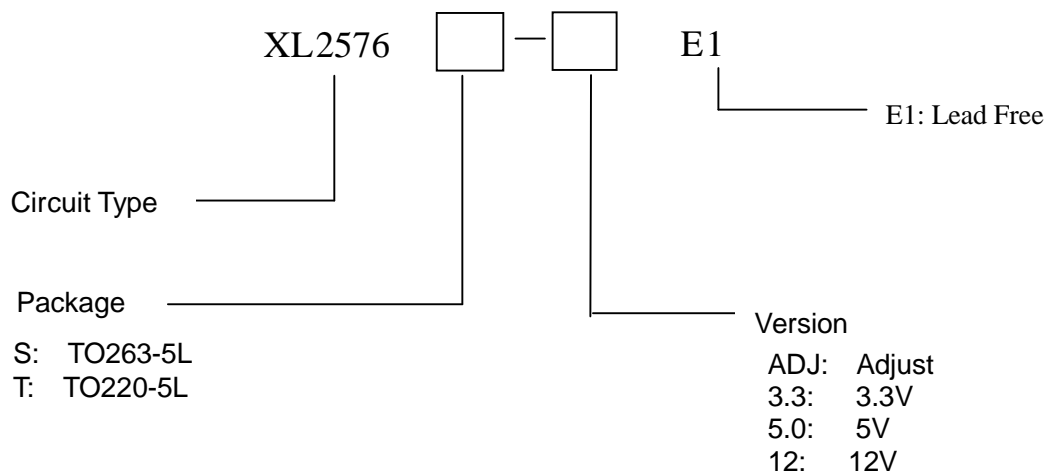 XL2576 — E1
E1: Lead Free
Circuit Type
Package
S: TO263-5L
T: TO220-5L
Version
ADJ: Adjust
3.3: 3.3V
5.0: 5V
12: 12V